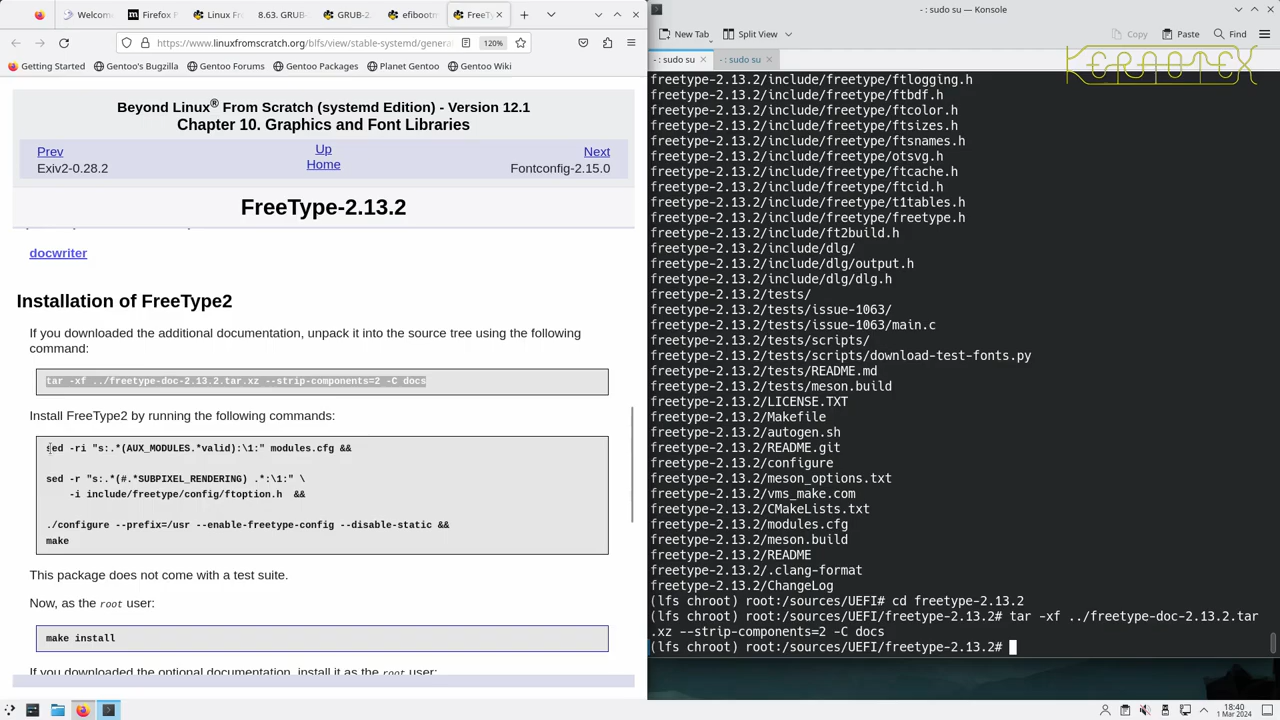 Welcom
Firefox P
Linux Fr
8.63. GRUB-
GRUB-2.
efiboot
FreeT
https://www.linuxfromscratch.org/blfs/view/stable-systemd/genera
120%
Getting Started
Gentoo's Bugzilla
Gentoo Forums
Gentoo Packages
Planet Gentoo
Gentoo Wiki
Beyond Linux® From Scratch (systemd Edition) - Version 12.1
Chapter 10. Graphics and Font Libraries
Prev
Up
Next
Exiv2-0.28.2
Home
Fontconfig-2.15.0
FreeType-2.13.2
docwriter
Installation of FreeType2
If you downloaded the additional documentation, unpack it into the source tree using the following
command:
tar -xf ../freetype-doc-2.13.2.tar.xz --strip-components=2 -C docs
Install FreeType2 by running the following commands:
sed -ri "s:.*(AUX_MODULES.*valid):\1:" modules.cfg &&
sed -r "s:.*(#.*SUBPIXEL_RENDERING) .*:\1:" \
-i include/freetype/config/ftoption.h  &&
./configure --prefix=/usr --enable-freetype-config --disable-static &&
make
This package does not come with a test suite.
Now, as the root user:
make install
If you downloaded the optional documentation, install it as the root user:
- : sudo su — Konsole
New Tab
Split View
Copy
Paste
Find
- : sudo su
- : sudo su
KERNOTEX
freetype-2.13.2/include/freetype/ftlogging.h
freetype-2.13.2/include/freetype/ftbdf.h
freetype-2.13.2/include/freetype/ftcolor.h
freetype-2.13.2/include/freetype/ftsizes.h
freetype-2.13.2/include/freetype/ftsnames.h
freetype-2.13.2/include/freetype/otsvg.h
freetype-2.13.2/include/freetype/ftcache.h
freetype-2.13.2/include/freetype/ftcid.h
freetype-2.13.2/include/freetype/t1tables.h
freetype-2.13.2/include/freetype/freetype.h
freetype-2.13.2/include/ft2build.h
freetype-2.13.2/include/dlg/
freetype-2.13.2/include/dlg/output.h
freetype-2.13.2/include/dlg/dlg.h
freetype-2.13.2/tests/
freetype-2.13.2/tests/issue-1063/
freetype-2.13.2/tests/issue-1063/main.c
freetype-2.13.2/tests/scripts/
freetype-2.13.2/tests/scripts/download-test-fonts.py
freetype-2.13.2/tests/README.md
freetype-2.13.2/tests/meson.build
freetype-2.13.2/LICENSE.TXT
freetype-2.13.2/Makefile
freetype-2.13.2/autogen.sh
freetype-2.13.2/README.git
freetype-2.13.2/configure
freetype-2.13.2/meson_options.txt
freetype-2.13.2/vms_make.com
freetype-2.13.2/CMakeLists.txt
freetype-2.13.2/modules.cfg
freetype-2.13.2/meson.build
freetype-2.13.2/README
freetype-2.13.2/.clang-format
freetype-2.13.2/ChangeLog
(lfs chroot) root:/sources/UEFI# cd freetype-2.13.2
(lfs chroot) root:/sources/UEFI/freetype-2.13.2# tar -xf ../freetype-doc-2.13.2.tar
.xz --strip-components=2 -C docs
(lfs chroot) root:/sources/UEFI/freetype-2.13.2#
18:40
1 Mar 2024